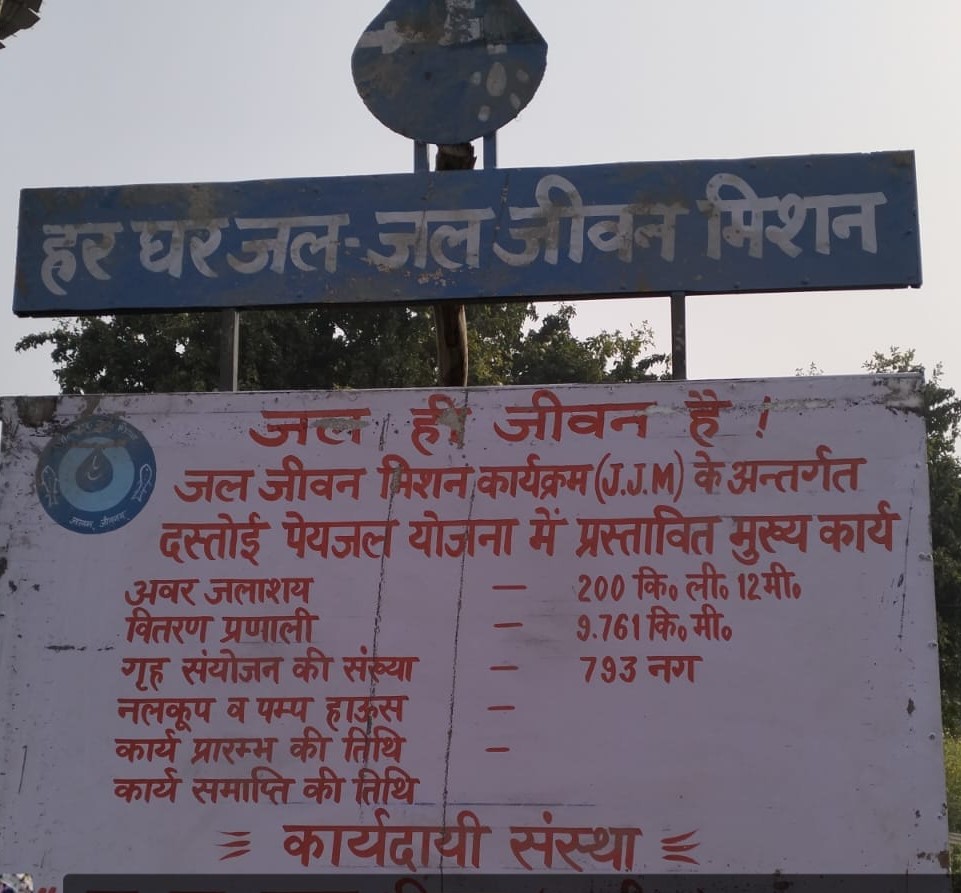 हर घर जल-जल जीवन मिशन
जल ही जीवन है !
जल जीवन मिशन कार्यक्रम (J.J.M) के अन्तर्गत
दस्तोई पेयजल योजना में प्रस्तावित मुख्य कार्य
अवर जलाशय – 200 कि० ली० 12मी०
वितरण प्रणाली – 9.761 कि० मी०
गृह संयोजन की संख्या – 793 नग
नलकूप व पम्प हाऊस –
कार्य प्रारम्भ की तिथि –
कार्य समाप्ति की तिथि
कार्यदायी संस्था